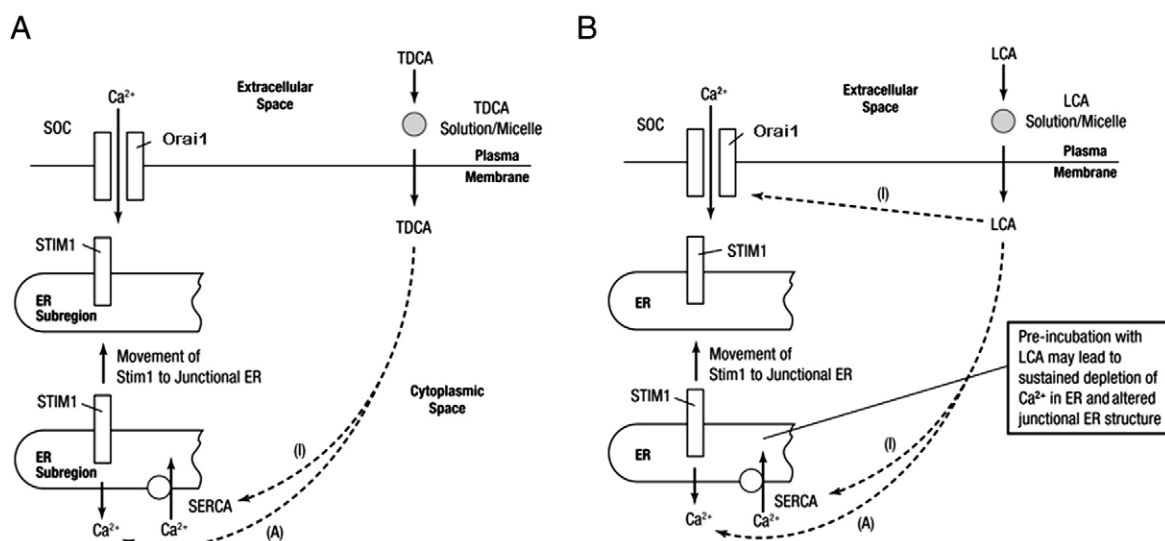 A
TDCA
Ca²⁺
Extracellular
Space
TDCA
Solution/Micelle
SOC
Orai1
Plasma
Membrane
TDCA
STIM1
ER
Subregion
Movement of
Stim1 to Junctional ER
STIM1
Cytoplasmic
Space
ER
Subregion
(I)
SERCA
Ca²⁺
Ca²⁺
(A)
B
LCA
Ca²⁺
Extracellular
Space
LCA
Solution/Micelle
SOC
Orai1
Plasma
Membrane
(I)
LCA
STIM1
ER
Movement of
Stim1 to Junctional ER
Pre-incubation with
LCA may lead to
sustained depletion of
Ca²⁺ in ER and altered
junctional ER structure
STIM1
ER
(I)
SERCA
Ca²⁺
Ca²⁺
(A)